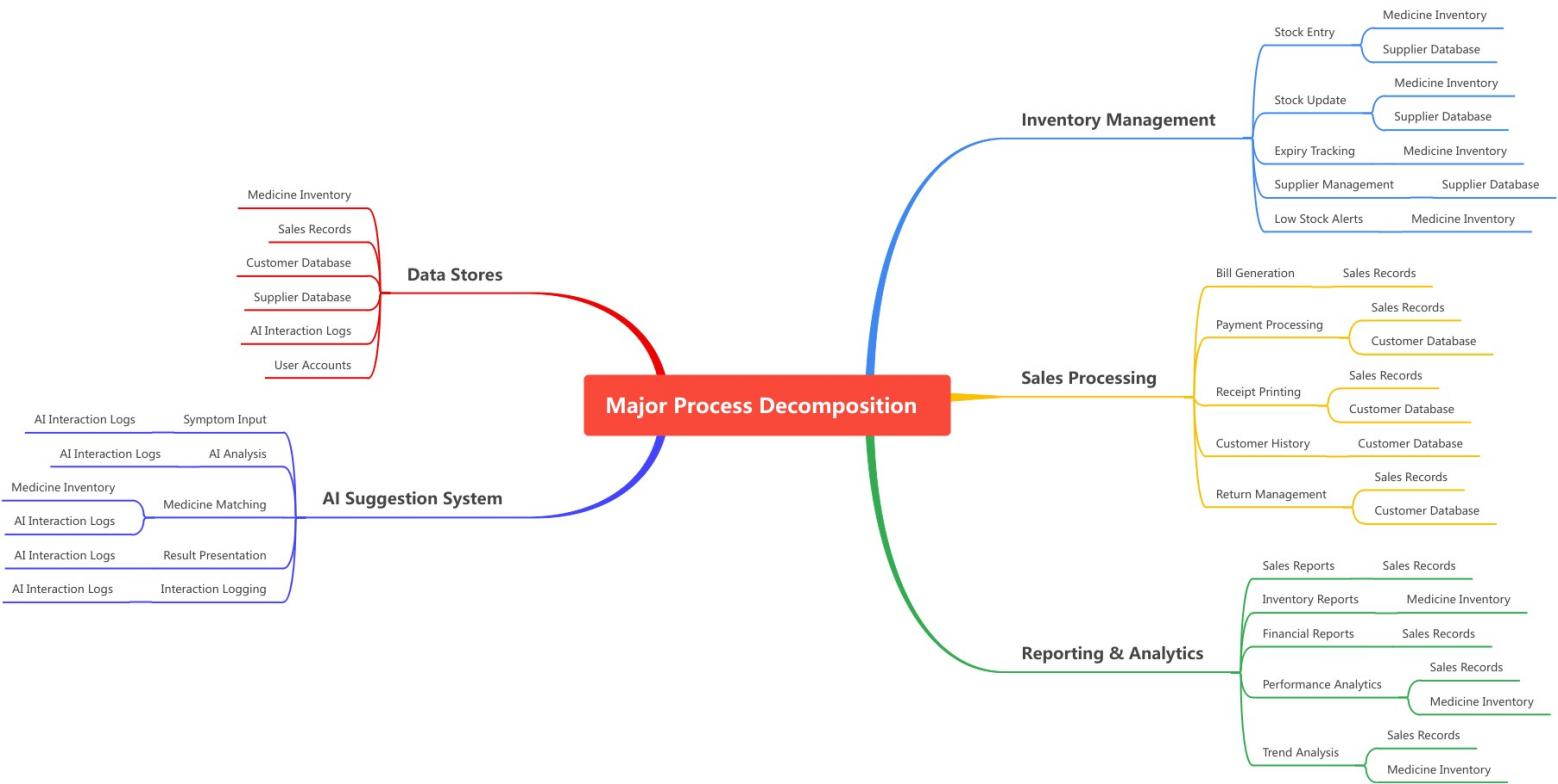 Major Process Decomposition
Inventory Management
Stock Entry
Medicine Inventory
Supplier Database
Stock Update
Medicine Inventory
Supplier Database
Expiry Tracking
Medicine Inventory
Supplier Management
Supplier Database
Low Stock Alerts
Medicine Inventory
Sales Processing
Bill Generation
Sales Records
Payment Processing
Sales Records
Customer Database
Receipt Printing
Sales Records
Customer Database
Customer History
Customer Database
Return Management
Sales Records
Customer Database
Reporting & Analytics
Sales Reports
Sales Records
Inventory Reports
Medicine Inventory
Financial Reports
Sales Records
Performance Analytics
Sales Records
Medicine Inventory
Trend Analysis
Sales Records
Medicine Inventory
Data Stores
Medicine Inventory
Sales Records
Customer Database
Supplier Database
AI Interaction Logs
User Accounts
AI Suggestion System
Symptom Input
AI Interaction Logs
AI Analysis
AI Interaction Logs
Medicine Matching
Medicine Inventory
AI Interaction Logs
Result Presentation
AI Interaction Logs
Interaction Logging
AI Interaction Logs